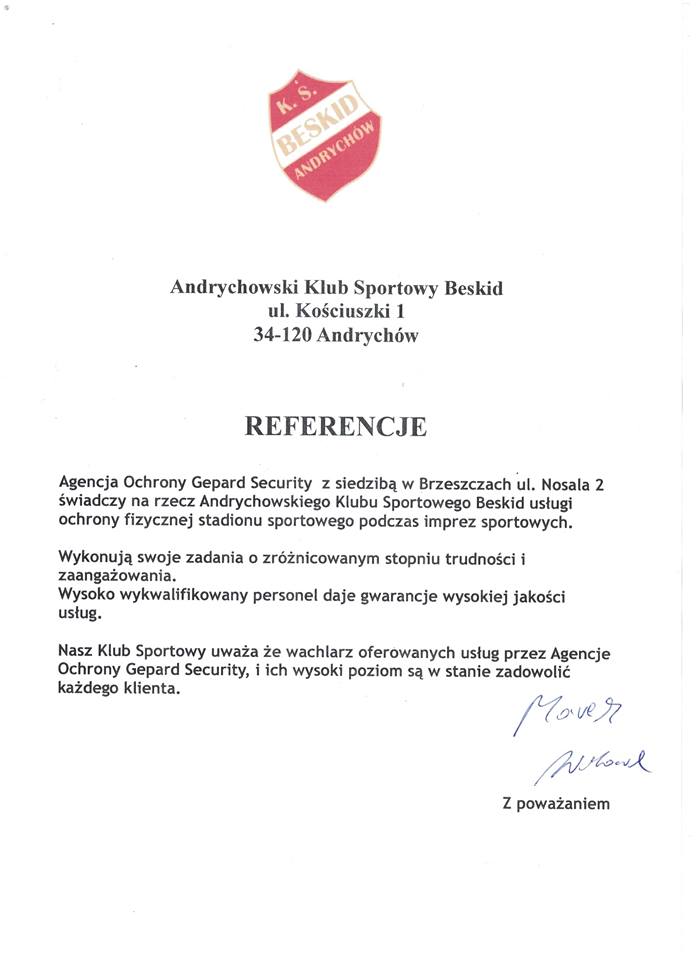 K. S.
BESKID
ANDRYCHÓW
Andrychowski Klub Sportowy Beskid
ul. Kościuszki 1
34-120 Andrychów
REFERENCJE
Agencja Ochrony Gepard Security z siedzibą w Brzeszczach ul. Nosala 2
świadczy na rzecz Andrychowskiego Klubu Sportowego Beskid usługi
ochrony fizycznej stadionu sportowego podczas imprez sportowych.
Wykonują swoje zadania o zróżnicowanym stopniu trudności i
zaangażowania.
Wysoko wykwalifikowany personel daje gwarancje wysokiej jakości
usług.
Nasz Klub Sportowy uważa że wachlarz oferowanych usług przez Agencje
Ochrony Gepard Security, i ich wysoki poziom są w stanie zadowolić
każdego klienta.
Z poważaniem